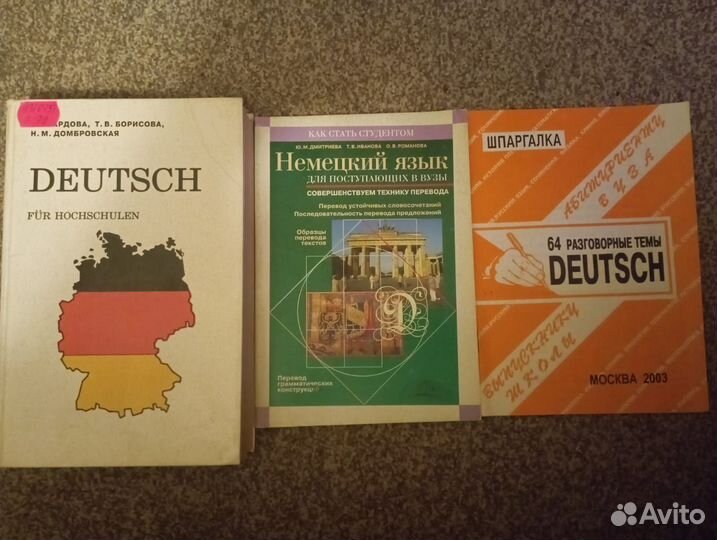 РДОВА, Т. В. БОРИСОВА,
Н. М. ДОМБРОВСКАЯ
DEUTSCH
FÜR HOCHSCHULEN
КАК СТАТЬ СТУДЕНТОМ
Ю.М.ДМИТРИЕВА Т.В.ИВАНОВА О.В.РОМАНОВА
Немецкий язык
ДЛЯ ПОСТУПАЮЩИХ В ВУЗЫ
СОВЕРШЕНСТВУЕМ ТЕХНИКУ ПЕРЕВОДА
Перевод устойчивых словосочетаний
Последовательность перевода предложений
Образцы
перевода
текстов
D
Перевод
грамматических
конструкций
ШПАРГАЛКА
АБИТУРИЕНТУ
ВУЗА
64 РАЗГОВОРНЫЕ ТЕМЫ
DEUTSCH
ВЫПУСКНИКУ
ШКОЛЫ
МОСКВА 2003
Avito